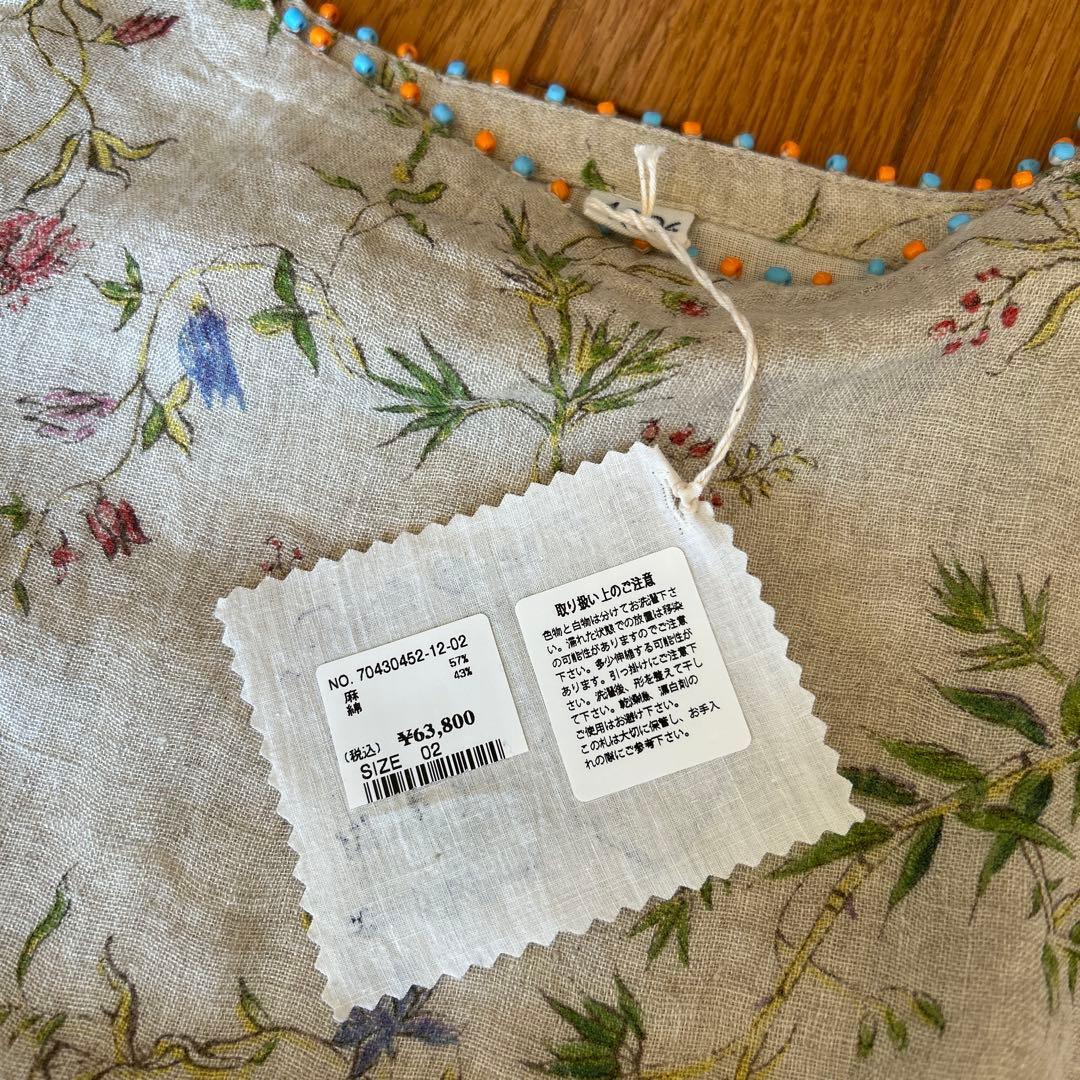 NO. 70430452-12-02
麻 57%
綿 43%
(税込) ¥63,800
SIZE 02
取り扱い上のご注意
色物と白物は分けてお洗濯下さ
い。濡れた状態での放置は移染
の可能性がありますのでご注意
下さい。多少伸縮する可能性が
あります。引っ掛けにご注意下
さい。洗濯後、形を整えて干し
て下さい。乾燥機、漂白剤の
ご使用はお避け下さい。
この札は大切に保管し、お手入
れの際にご参考下さい。